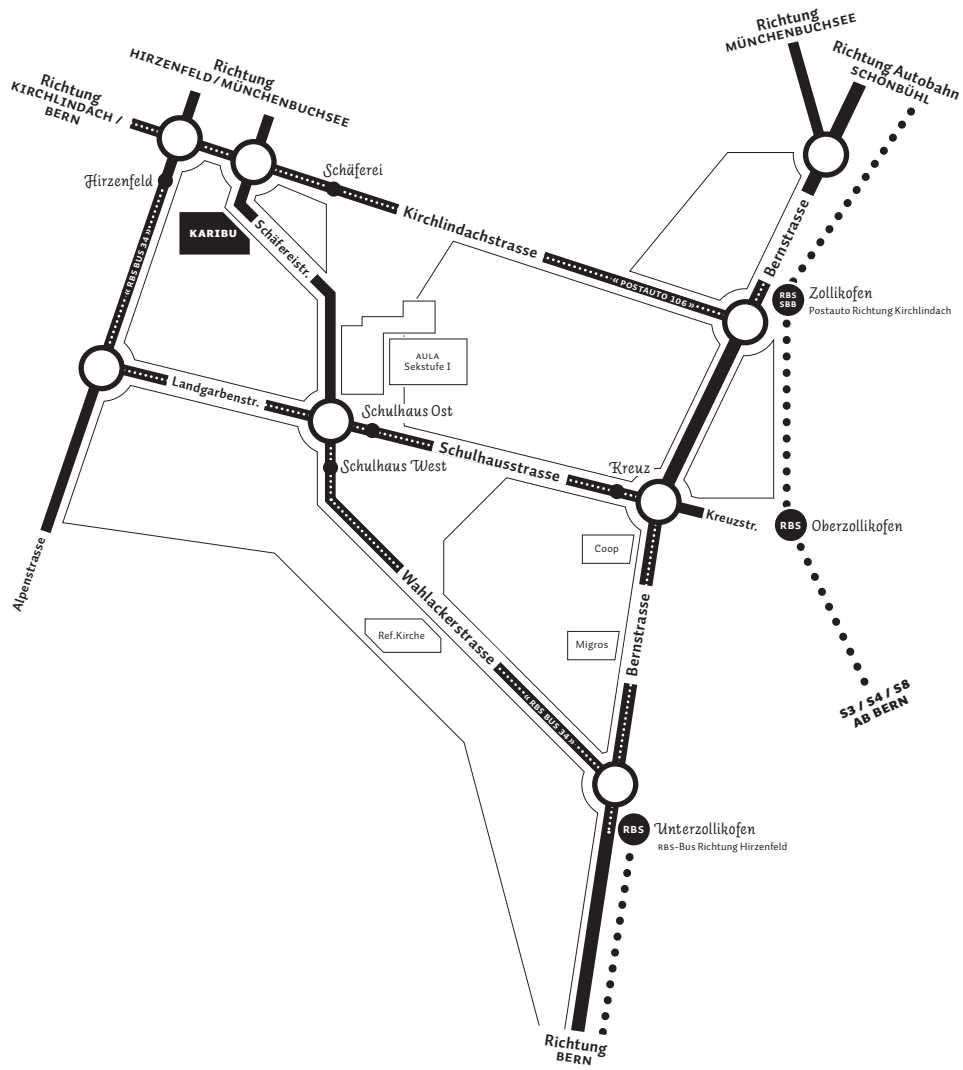 Richtung
MÜNCHENBUCHSEE
Richtung Autobahn
SCHÖNBÜHL
Richtung
HIRZENFELD / MÜNCHENBUCHSEE
Richtung
KIRCHLINDACH /
BERN
Hirzenfeld
Schäferei
KARIBU
Schäfereistr.
Kirchlindachstrasse
« POSTAUTO 106 »
Bernstrasse
RBS
SBB
Zollikofen
Postauto Richtung Kirchlindach
« RBS BUS 34 »
AULA
Sekstufe I
Landgarbenstr.
Schulhaus Ost
Schulhaus West
Schulhausstrasse
Kreuz
Kreuzstr.
RBS
Oberzollikofen
Alpenstrasse
Coop
Wahlackerstrasse
Ref.Kirche
Migros
Bernstrasse
« RBS BUS 34 »
S3 / S4 / S8
AB BERN
RBS
Unterzollikofen
RBS-Bus Richtung Hirzenfeld
Richtung
BERN